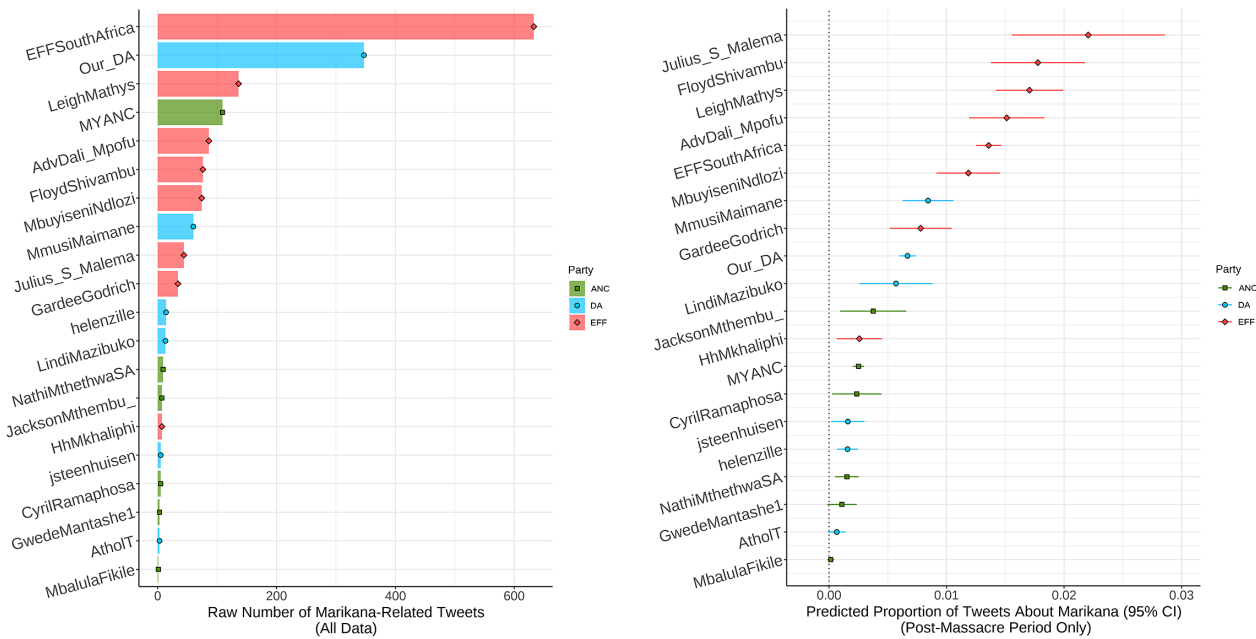 EFFSouthAfrica
Our_DA
LeighMathys
MYANC
AdvDali_Mpofu
FloydShivambu
MbuyiseniNdlozi
MmusiMaimane
Julius_S_Malema
GardeeGodrich
helenzille
LindiMazibuko
NathiMthethwaSA
JacksonMthembu_
HhMkhaliphi
jsteenhuisen
CyrilRamaphosa
GwedeMantashe1
AtholT
MbalulaFikile
0 200 400 600
Raw Number of Marikana-Related Tweets
(All Data)
Party
ANC
DA
EFF
Julius_S_Malema
FloydShivambu
LeighMathys
AdvDali_Mpofu
EFFSouthAfrica
MbuyiseniNdlozi
MmusiMaimane
GardeeGodrich
Our_DA
LindiMazibuko
JacksonMthembu_
HhMkhaliphi
MYANC
CyrilRamaphosa
jsteenhuisen
helenzille
NathiMthethwaSA
GwedeMantashe1
AtholT
MbalulaFikile
0.00 0.01 0.02 0.03
Predicted Proportion of Tweets About Marikana (95% CI)
(Post-Massacre Period Only)
Party
ANC
DA
EFF